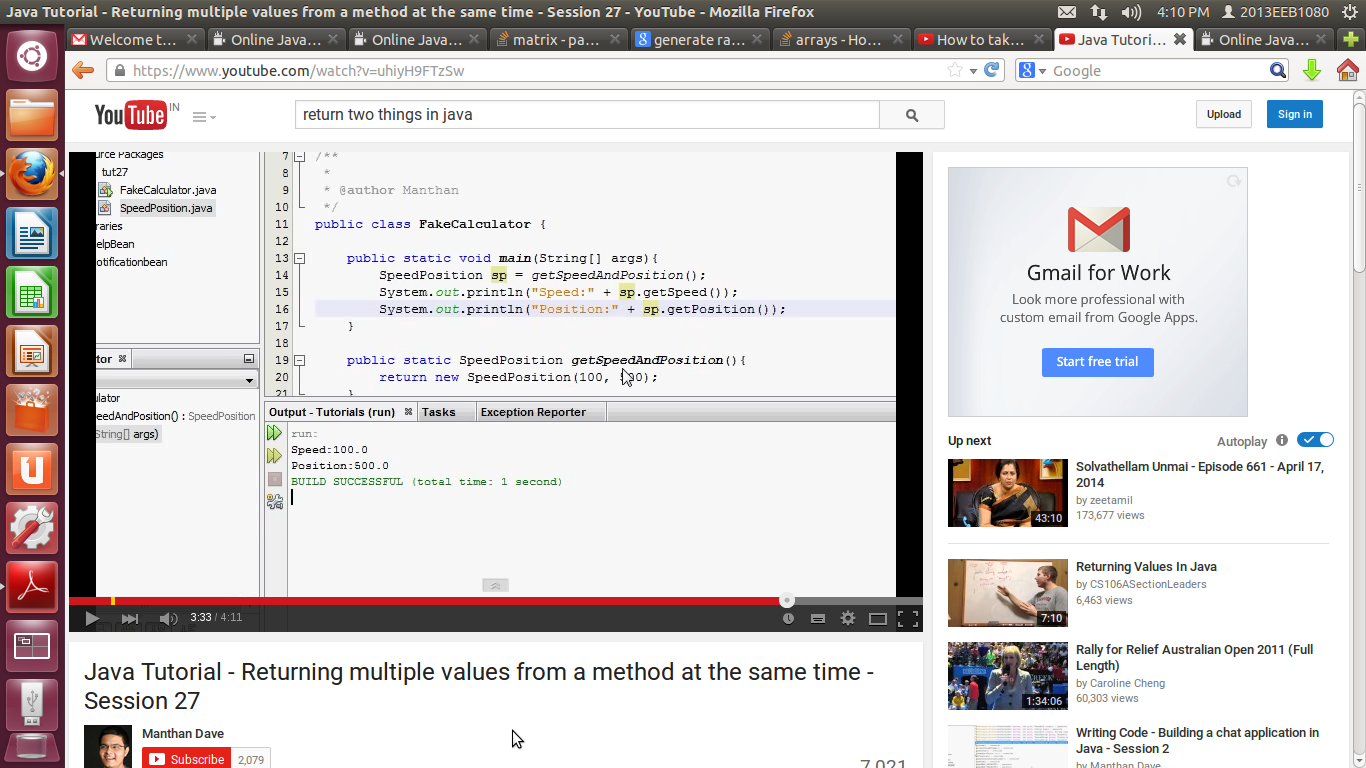 Java Tutorial - Returning multiple values from a method at the same time - Session 27 - YouTube - Mozilla Firefox
4:10 PM
2013EEB1080
Welcome t...
Online Java...
Online Java...
matrix - pa...
generate ra...
arrays - Ho...
How to tak...
Java Tutori...
Online Java...
https://www.youtube.com/watch?v=uhiyH9FTzSw
Google
YouTube IN
return two things in java
Upload
Sign in
urce Packages
tut27
FakeCalculator.java
SpeedPosition.java
raries
elpBean
otificationbean
tor
ulator
eedAndPosition() : SpeedPosition
String[] args)
7 /**
8 *
9 * @author Manthan
10 */
11 public class FakeCalculator {
12
13 public static void main(String[] args){
14 SpeedPosition sp = getSpeedAndPosition();
15 System.out.println("Speed:" + sp.getSpeed());
16 System.out.println("Position:" + sp.getPosition());
17 }
18
19 public static SpeedPosition getSpeedAndPosition(){
20 return new SpeedPosition(100, 500);
21 }
Output - Tutorials (run)
Tasks
Exception Reporter
run:
Speed:100.0
Position:500.0
BUILD SUCCESSFUL (total time: 1 second)
3:33 / 4:11
Java Tutorial - Returning multiple values from a method at the same time -
Session 27
Manthan Dave
Subscribe 2,079
7,021
Gmail for Work
Look more professional with
custom email from Google Apps.
Start free trial
Up next
Autoplay
Solvathellam Unmai - Episode 661 - April 17,
2014
by zeetamil
173,677 views
43:10
Returning Values In Java
by CS106ASectionLeaders
6,463 views
7:10
Rally for Relief Australian Open 2011 (Full
Length)
by Caroline Cheng
60,303 views
1:34:06
Writing Code - Building a chat application in
Java - Session 2
by Manthan Dave